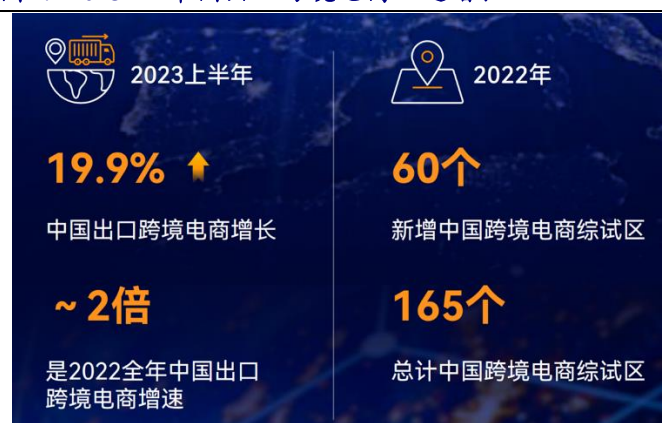 2023上半年
19.9%
中国出口跨境电商增长
~2倍
是2022全年中国出口
跨境电商增速
2022年
60个
新增中国跨境电商综试区
165个
总计中国跨境电商综试区